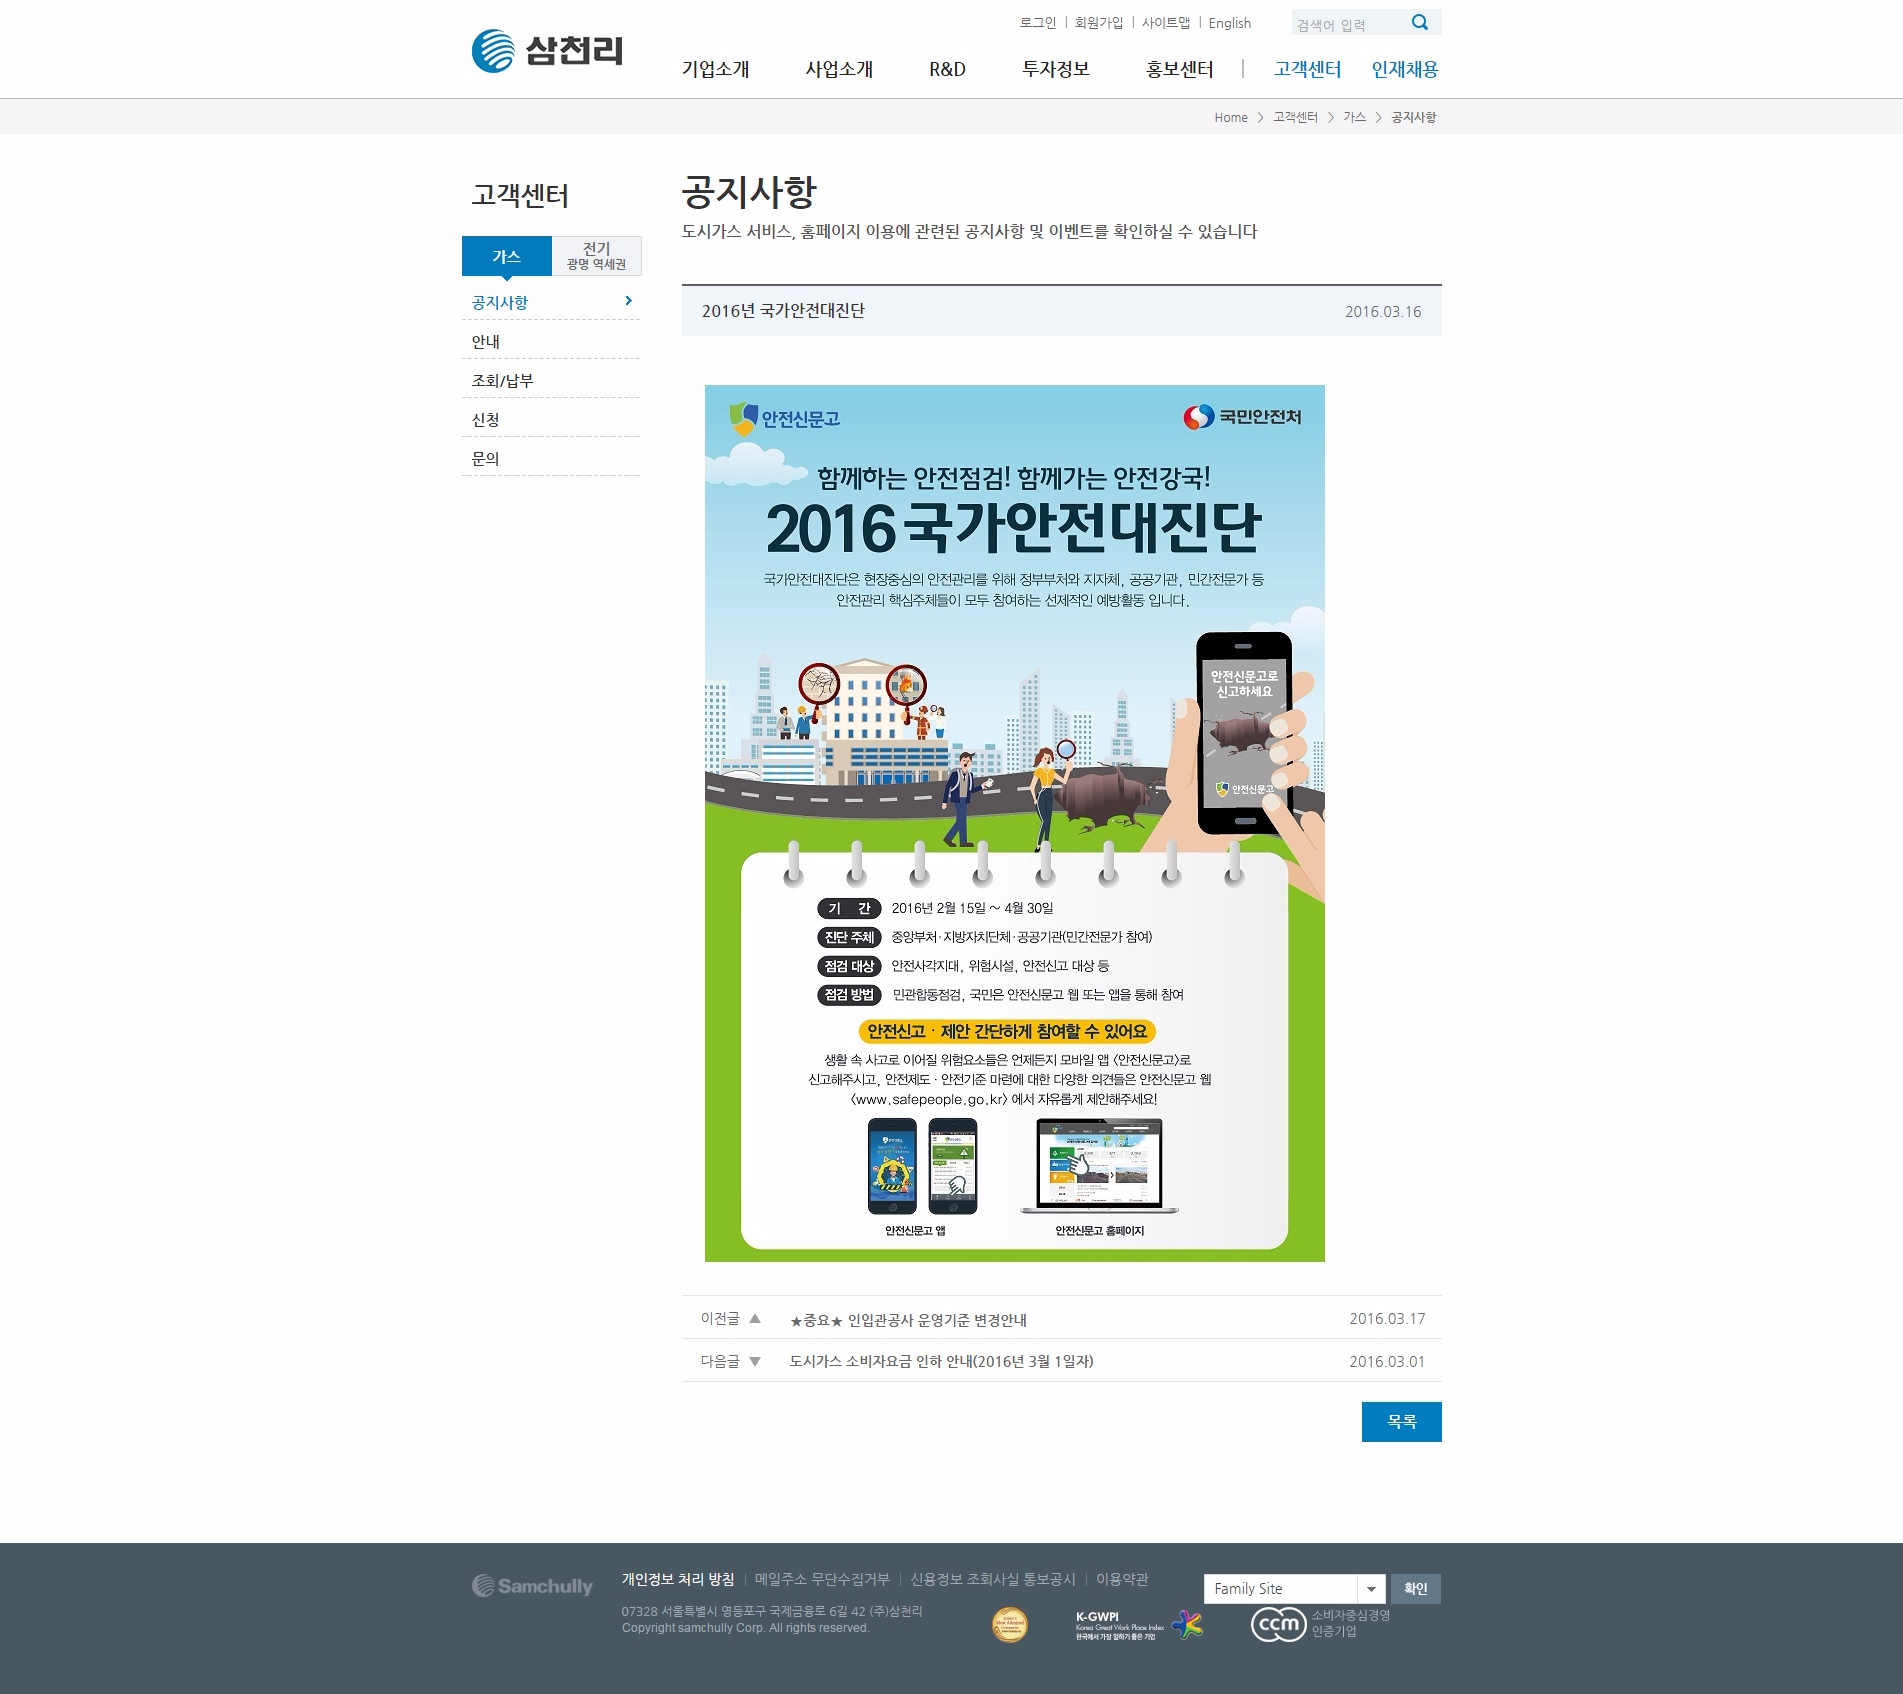 로그인 | 회원가입 | 사이트맵 | English
검색어 입력
삼천리
기업소개 사업소개 R&D 투자정보 홍보센터 | 고객센터 인재채용
Home > 고객센터 > 가스 > 공지사항
고객센터
가스
전기
광명 역세권
공지사항
안내
조회/납부
신청
문의
공지사항
도시가스 서비스, 홈페이지 이용에 관련된 공지사항 및 이벤트를 확인하실 수 있습니다
2016년 국가안전대진단 2016.03.16
안전신문고
국민안전처
함께하는 안전점검! 함께가는 안전강국!
2016 국가안전대진단
국가안전대진단은 현장중심의 안전관리를 위해 정부부처와 지자체, 공공기관, 민간전문가 등
안전관리 핵심주체들이 모두 참여하는 선제적인 예방활동 입니다.
안전신문고로
신고하세요
안전신문고
기 간 2016년 2월 15일 ~ 4월 30일
진단 주체 중앙부처·지방자치단체·공공기관(민간전문가 참여)
점검 대상 안전사각지대, 위험시설, 안전신고 대상 등
점검 방법 민관합동점검, 국민은 안전신문고 웹 또는 앱을 통해 참여
안전신고 · 제안 간단하게 참여할 수 있어요
생활 속 사고로 이어질 위험요소들은 언제든지 모바일 앱 <안전신문고>로
신고해주시고, 안전제도 · 안전기준 마련에 대한 다양한 의견들은 안전신문고 웹
<www.safepeople.go.kr> 에서 자유롭게 제안해주세요!
안전신문고 앱
안전신문고 홈페이지
이전글 ▲ ★중요★ 인입관공사 운영기준 변경안내 2016.03.17
다음글 ▼ 도시가스 소비자요금 인하 안내(2016년 3월 1일자) 2016.03.01
목록
Samchully
개인정보 처리 방침 | 메일주소 무단수집거부 | 신용정보 조회사실 통보공시 | 이용약관
Family Site
확인
07328 서울특별시 영등포구 국제금융로 6길 42 (주)삼천리
Copyright samchully Corp. All rights reserved.
K-GWPI
Korea Great Work Place Index
한국에서 가장 일하기 좋은 기업
ccm
소비자중심경영
인증기업